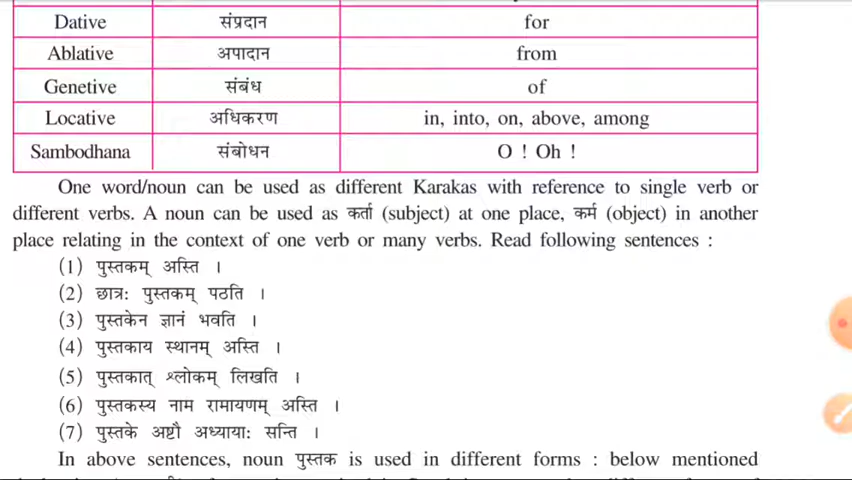 Dative संप्रदान for
Ablative अपादान from
Genetive संबंध of
Locative अधिकरण in, into, on, above, among
Sambodhana संबोधन O ! Oh !
One word/noun can be used as different Karakas with reference to single verb or
different verbs. A noun can be used as कर्ता (subject) at one place, कर्म (object) in another
place relating in the context of one verb or many verbs. Read following sentences :
(1) पुस्तकम् अस्ति ।
(2) छात्रः पुस्तकम् पठति ।
(3) पुस्तकेन ज्ञानं भवति ।
(4) पुस्तकाय स्थानम् अस्ति ।
(5) पुस्तकात् श्लोकम् लिखति ।
(6) पुस्तकस्य नाम रामायणम् अस्ति ।
(7) पुस्तके अष्टौ अध्यायाः सन्ति ।
In above sentences, noun पुस्तक is used in different forms : below mentioned